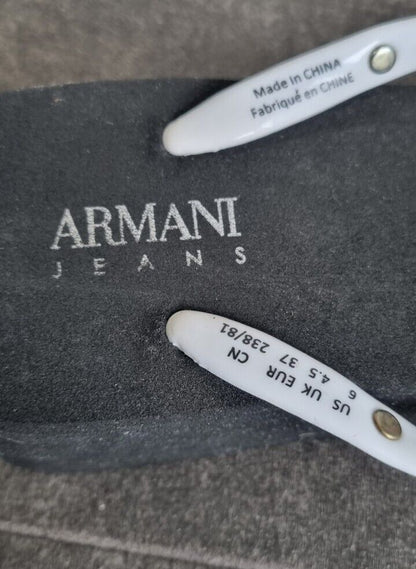 Made in CHINA
Fabriqué en CHINE
ARMANI
JEANS
US UK EUR CN
6 4.5 37 238/81